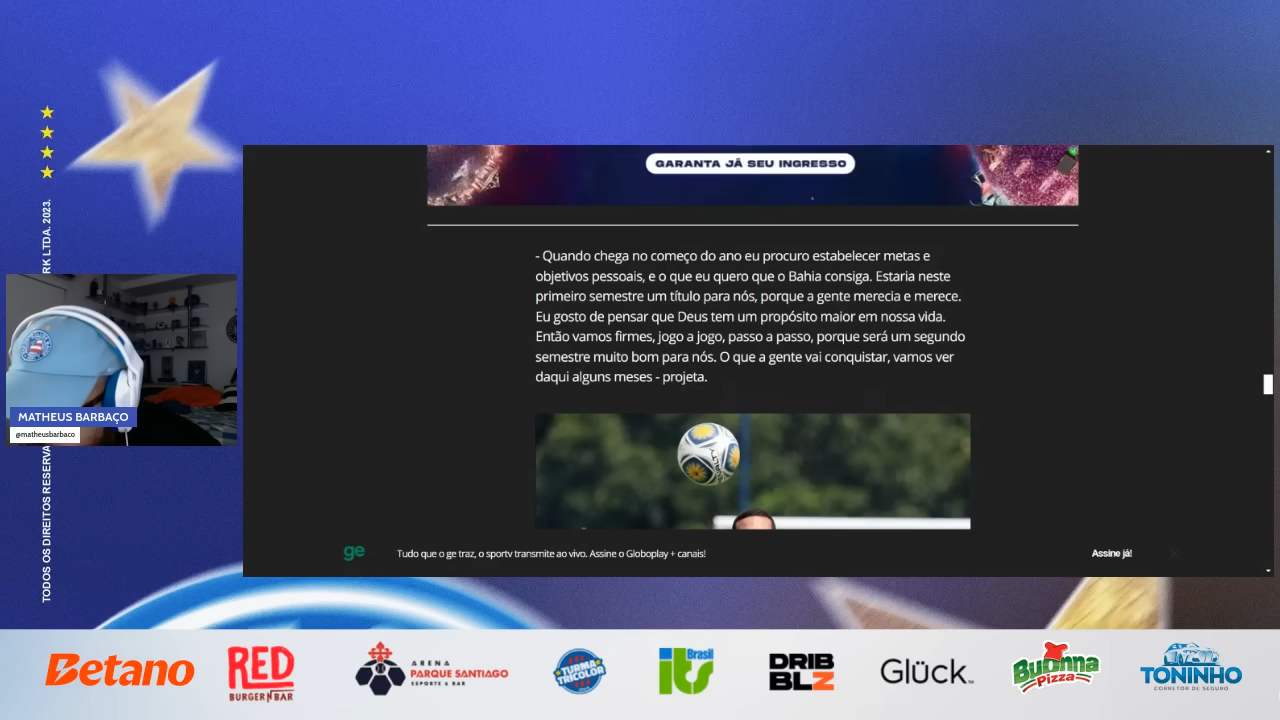 GARANTA JÁ SEU INGRESSO
- Quando chega no começo do ano eu procuro estabelecer metas e
objetivos pessoais, e o que eu quero que o Bahia consiga. Estaria neste
primeiro semestre um título para nós, porque a gente merecia e merece.
Eu gosto de pensar que Deus tem um propósito maior em nossa vida.
Então vamos firmes, jogo a jogo, passo a passo, porque será um segundo
semestre muito bom para nós. O que a gente vai conquistar, vamos ver
daqui alguns meses - projeta.
PENALTY
ge
Tudo que o ge traz, o sportv transmite ao vivo. Assine o Globoplay + canais!
Assine já!
TODOS OS DIREITOS RESERVA
RK LTDA. 2023.
MATHEUS BARBAÇO
@matheusbarbaco
Betano
RED
BURGER N' BAR
ARENA
PARQUE SANTIAGO
ESPORTS & BAR
TURMA
TRICOLOR
its
Brasil
DRIB
BLZ
Glück
Buonna
Pizza
TONINHO
CORRETOR DE SEGURO